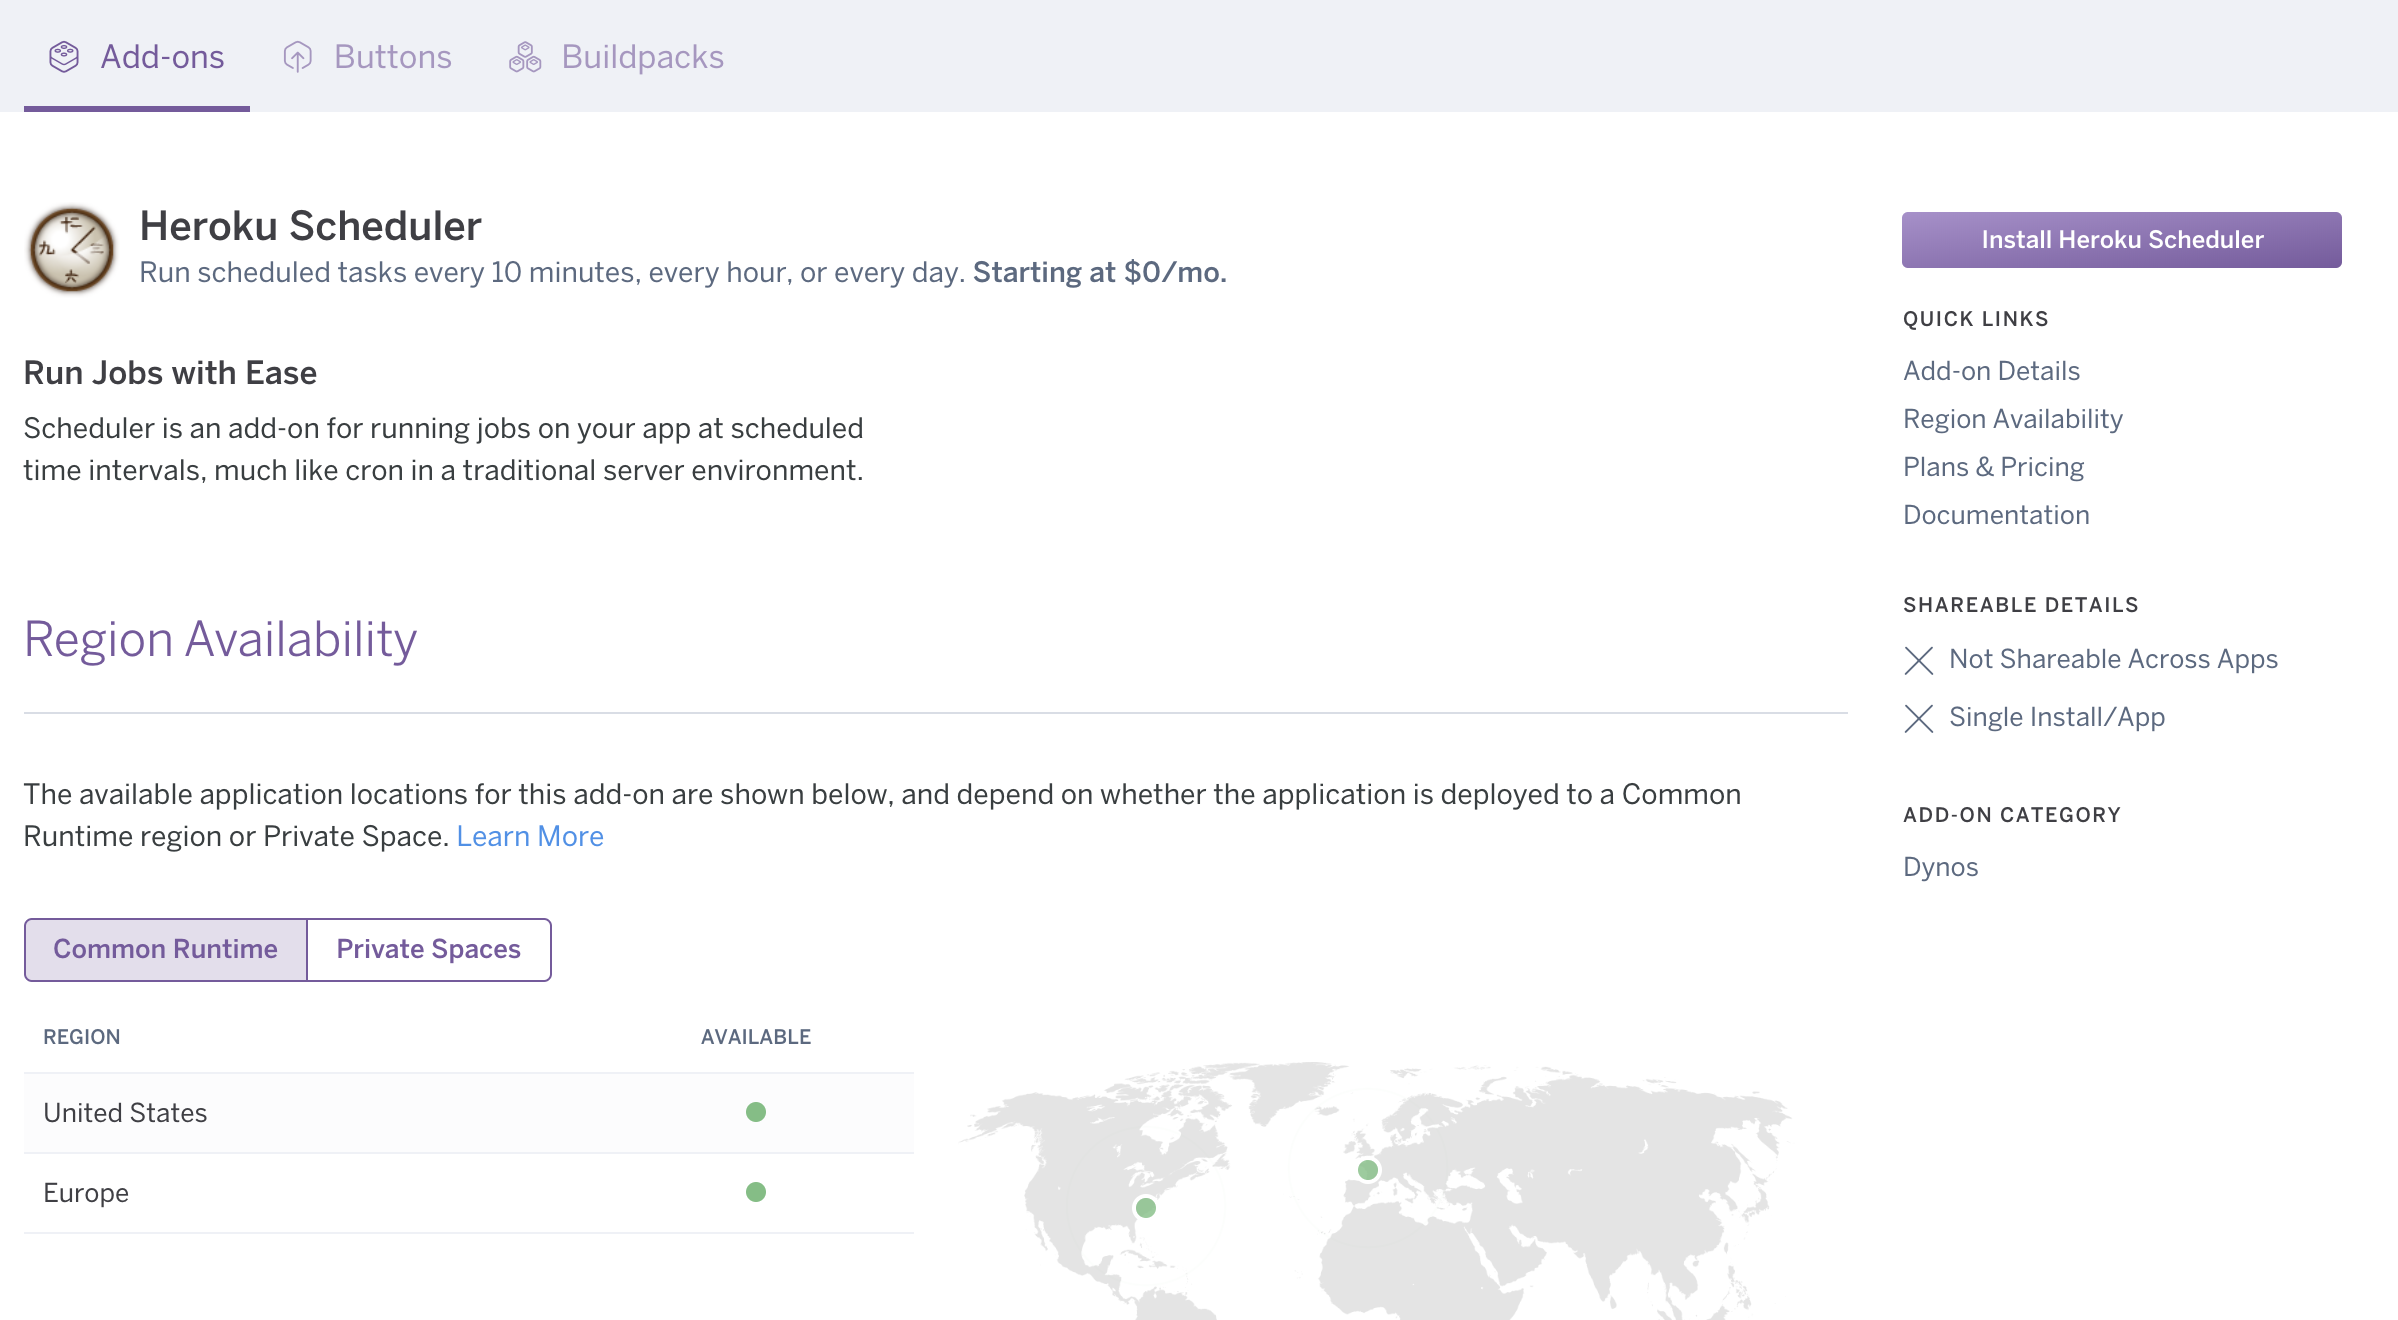 Add-ons
Buttons
Buildpacks
十二
三
六
九
Heroku Scheduler
Run scheduled tasks every 10 minutes, every hour, or every day. Starting at $0/mo.
Run Jobs with Ease
Scheduler is an add-on for running jobs on your app at scheduled
time intervals, much like cron in a traditional server environment.
Region Availability
The available application locations for this add-on are shown below, and depend on whether the application is deployed to a Common
Runtime region or Private Space. Learn More
Common Runtime
Private Spaces
REGION AVAILABLE
United States
Europe
Install Heroku Scheduler
QUICK LINKS
Add-on Details
Region Availability
Plans & Pricing
Documentation
SHAREABLE DETAILS
Not Shareable Across Apps
Single Install/App
ADD-ON CATEGORY
Dynos